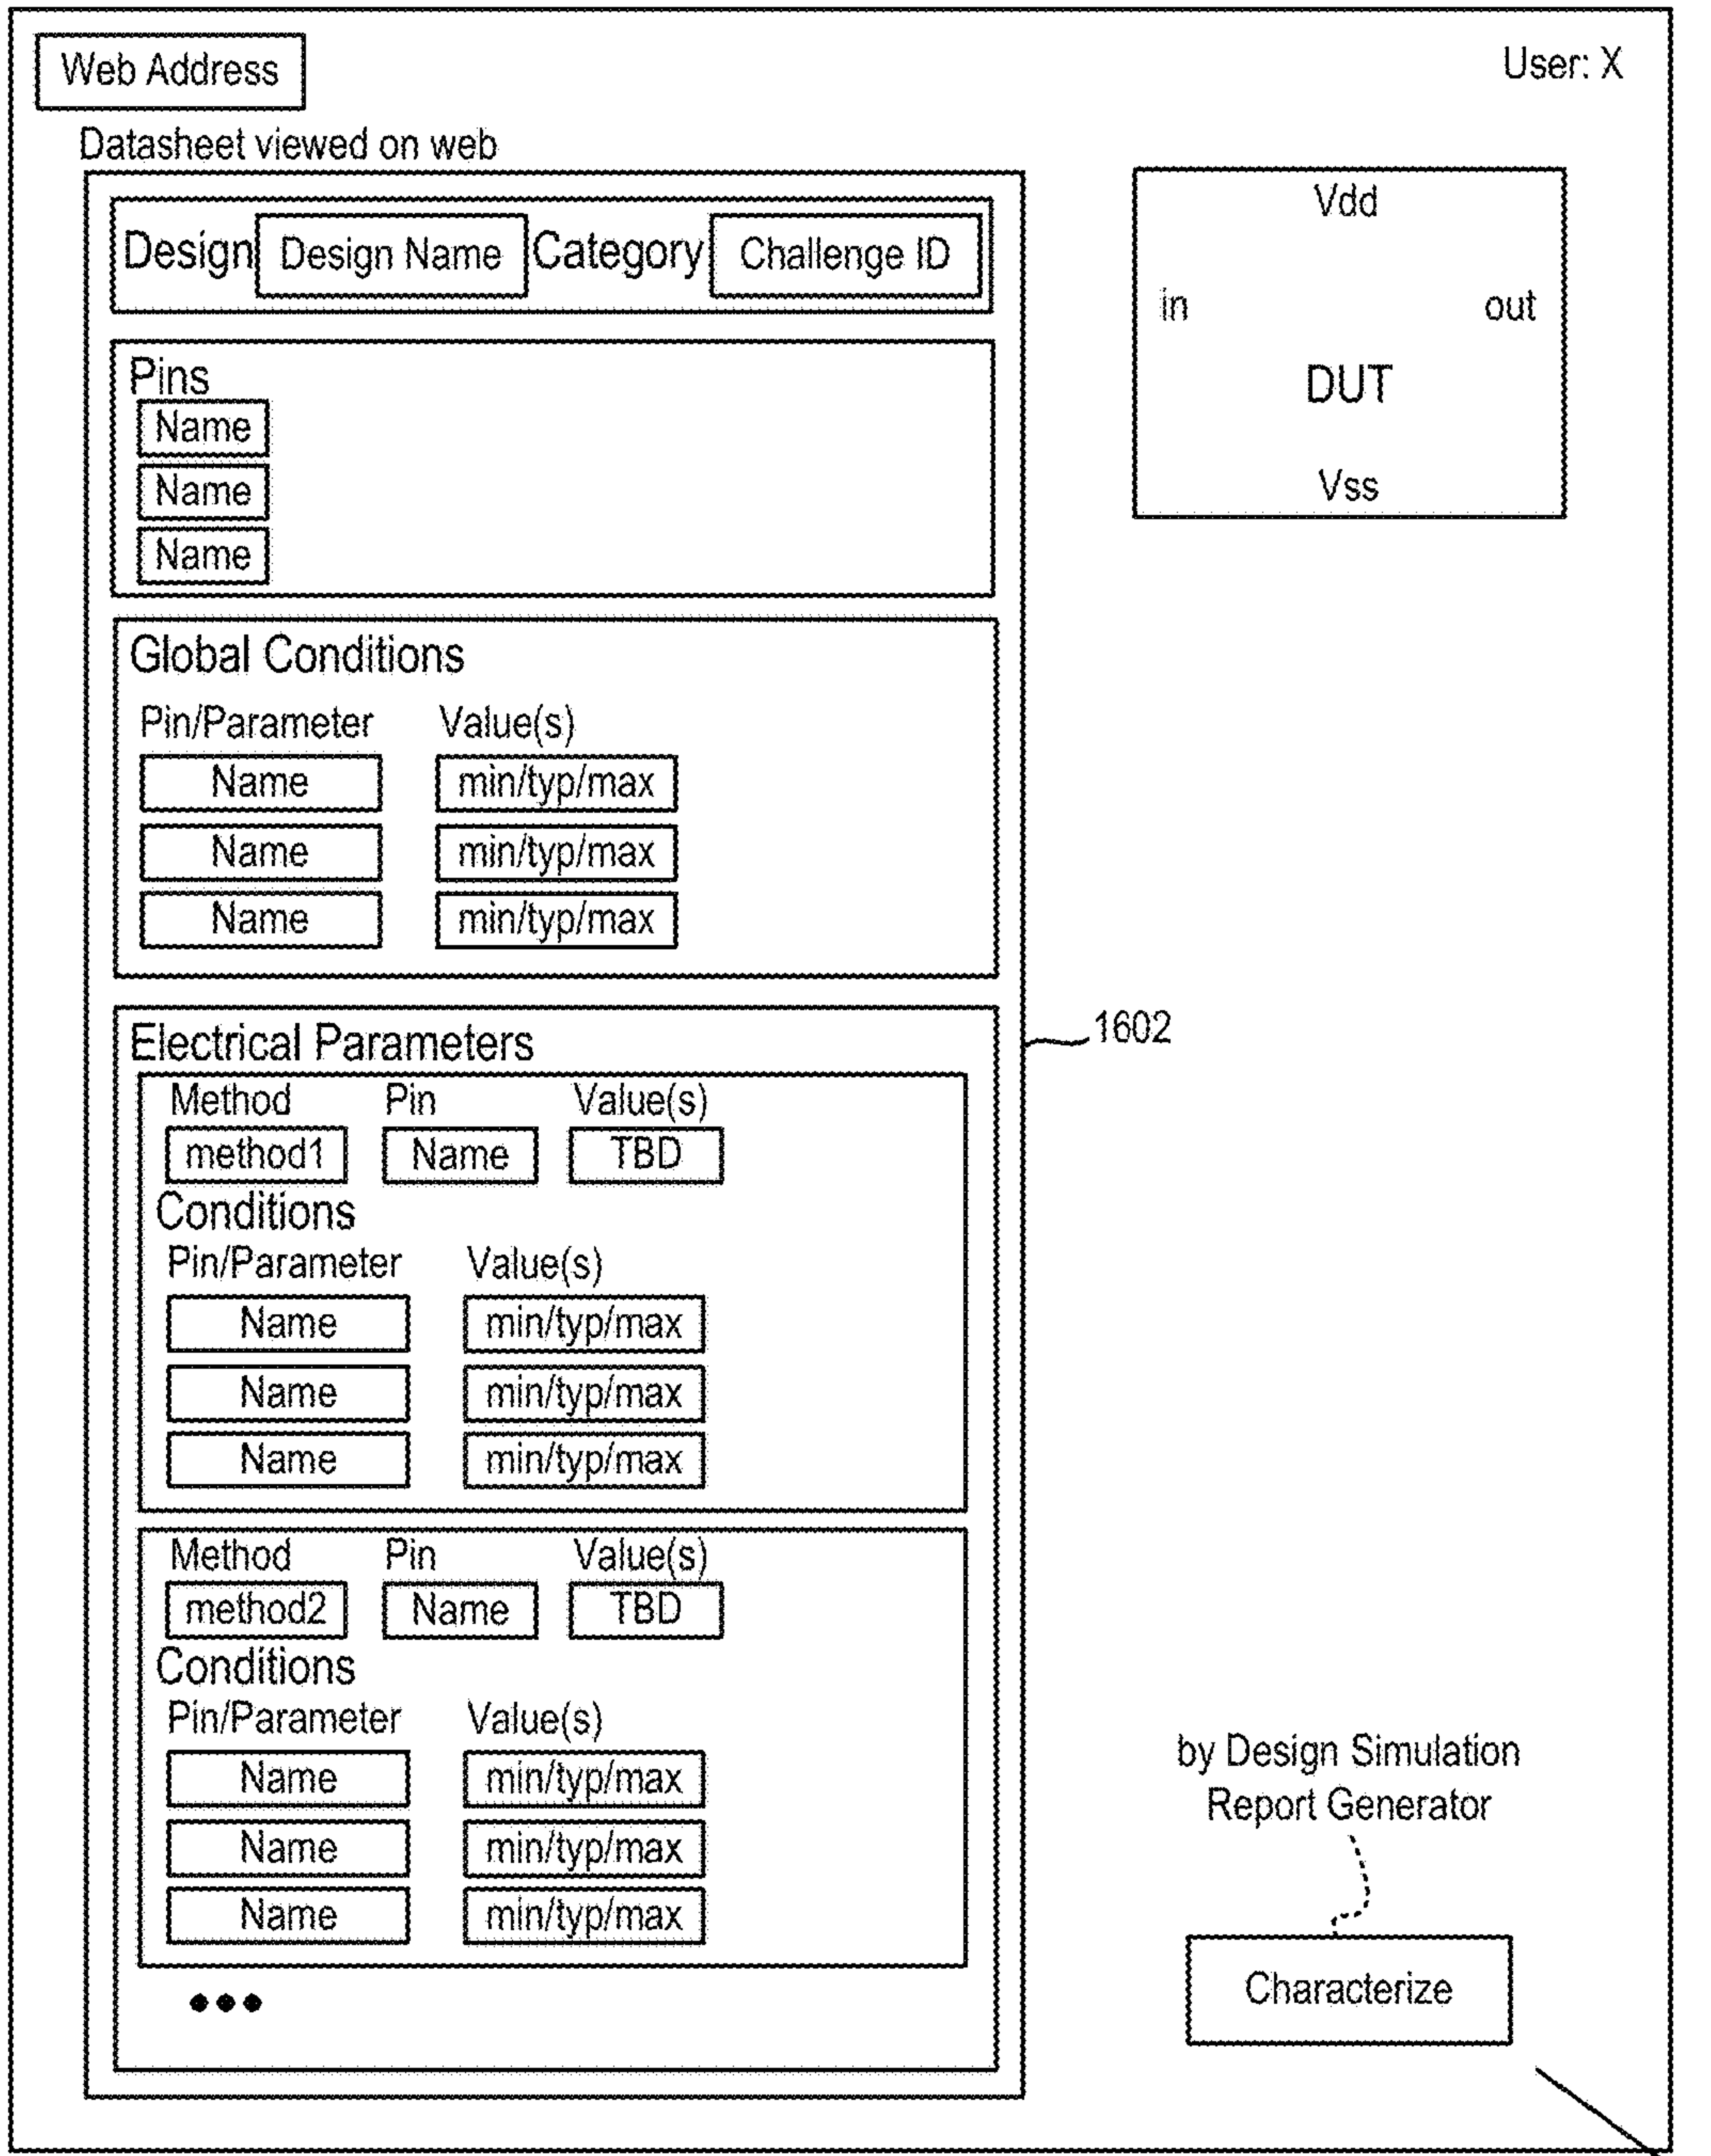 Web Address
User: X
Datasheet viewed on web
Design Design Name Category Challenge ID
Pins
Name
Name
Name
Global Conditions
Pin/Parameter Value(s)
Name min/typ/max
Name min/typ/max
Name min/typ/max
Electrical Parameters
Method Pin Value(s)
method1 Name TBD
Conditions
Pin/Parameter Value(s)
Name min/typ/max
Name min/typ/max
Name min/typ/max
Method Pin Value(s)
method2 Name TBD
Conditions
Pin/Parameter Value(s)
Name min/typ/max
Name min/typ/max
Name min/typ/max
•••
Vdd
in out
DUT
Vss
1602
by Design Simulation
Report Generator
Characterize